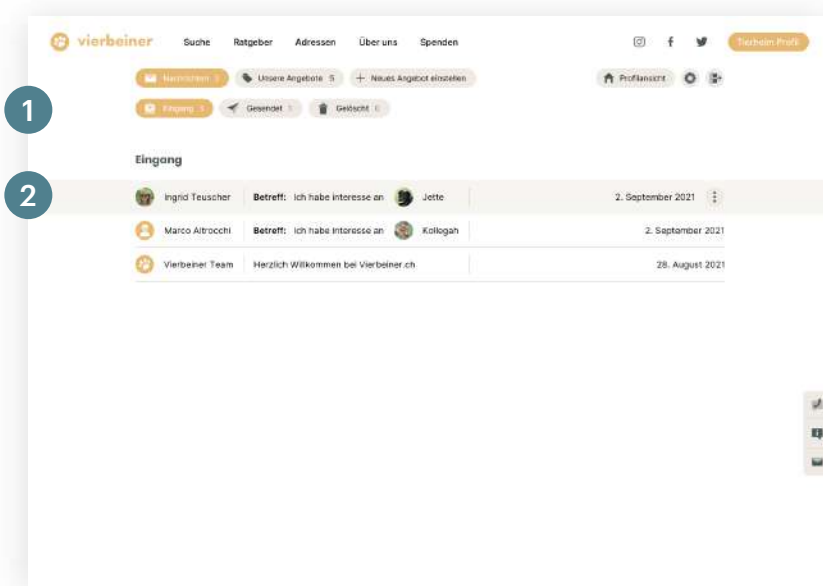 vierbeiner Suche Ratgeber Adressen Über uns Spenden Tierheim Profil
Nachrichten Unsere Angebote 5 + Neues Angebot einstellen Profilansicht
1
Eingang Gesendet Gelöscht
Eingang
2
Ingrid Teuscher Betreff: Ich habe interesse an Jette 2. September 2021
Marco Altrocchi Betreff: Ich habe interesse an Kollegah 2. September 2021
Vierbeiner Team Herzlich Willkommen bei Vierbeiner.ch 28. August 2021